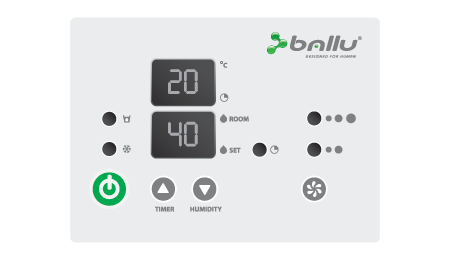 ballu®
DESIGNED FOR HUMAN
20 °C
40 ROOM
SET
TIMER HUMIDITY